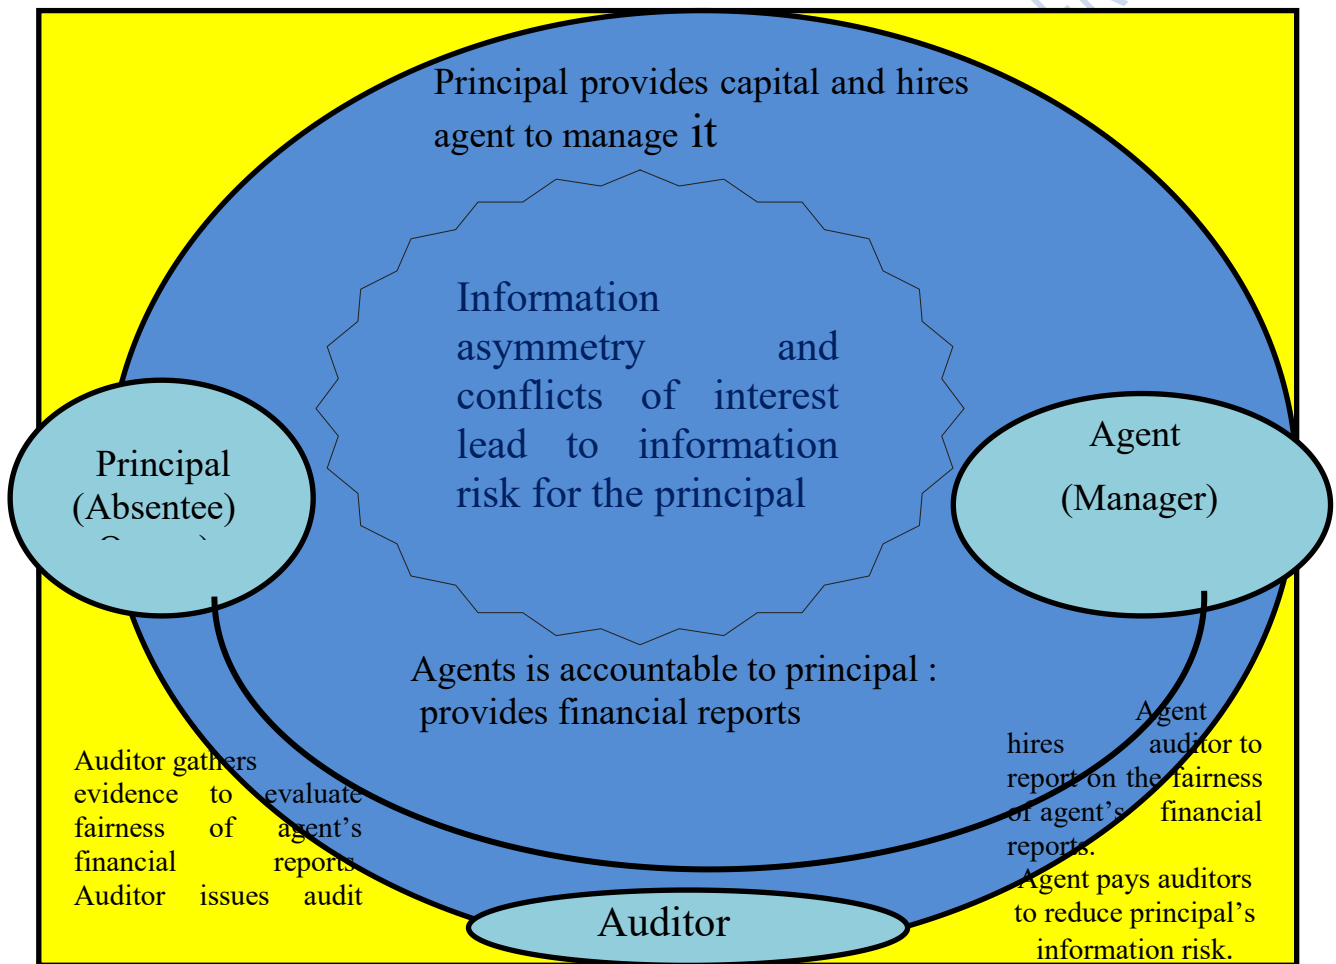 Principal provides capital and hires
agent to manage it
Information
asymmetry and
conflicts of interest
lead to information
risk for the principal
Principal
(Absentee)
Agent
(Manager)
Agents is accountable to principal :
provides financial reports
Auditor gathers
evidence to evaluate
fairness of agent’s
financial reports.
Auditor issues audit
Agent
hires auditor to
report on the fairness
of agent’s financial
reports.
Agent pays auditors
to reduce principal’s
information risk.
Auditor